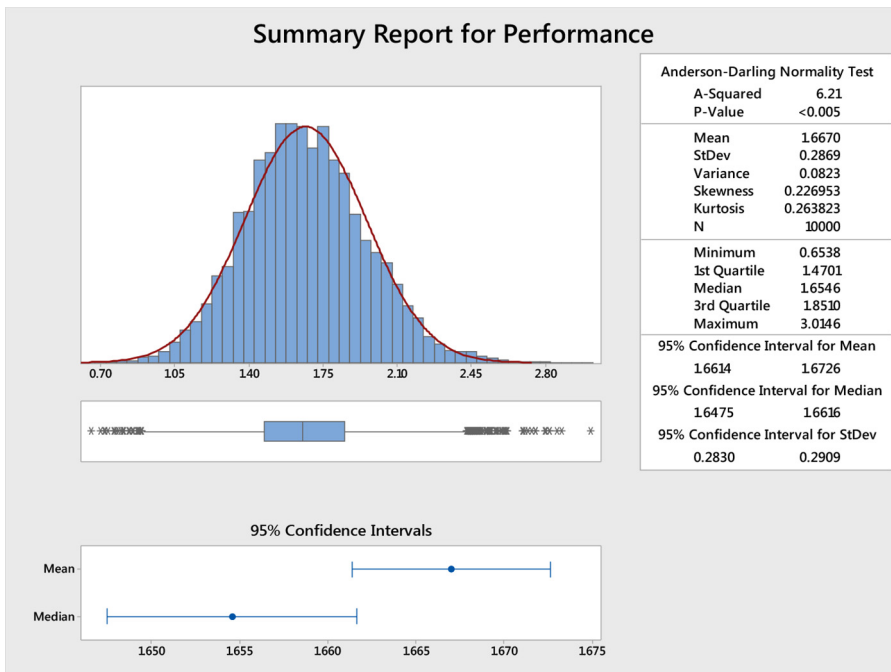 Summary Report for Performance
Anderson-Darling Normality Test
A-Squared 6.21
P-Value <0.005
Mean 1.6670
StDev 0.2869
Variance 0.0823
Skewness 0.226953
Kurtosis 0.263823
N 10000
Minimum 0.6538
1st Quartile 1.4701
Median 1.6546
3rd Quartile 1.8510
Maximum 3.0146
95% Confidence Interval for Mean
1.6614 1.6726
95% Confidence Interval for Median
1.6475 1.6616
95% Confidence Interval for StDev
0.2830 0.2909
0.70 1.05 1.40 1.75 2.10 2.45 2.80
95% Confidence Intervals
Mean
Median
1650 1655 1660 1665 1670 1675